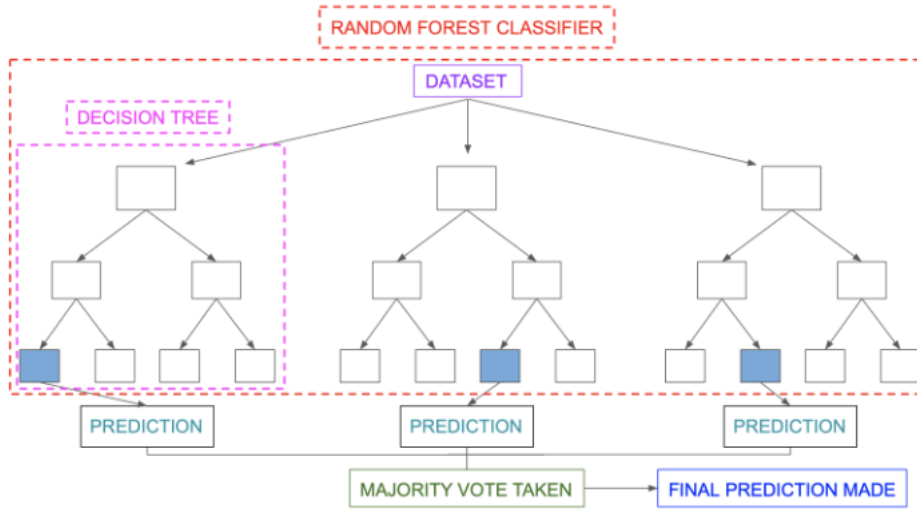 RANDOM FOREST CLASSIFIER
DATASET
DECISION TREE
PREDICTION
PREDICTION
PREDICTION
MAJORITY VOTE TAKEN
FINAL PREDICTION MADE